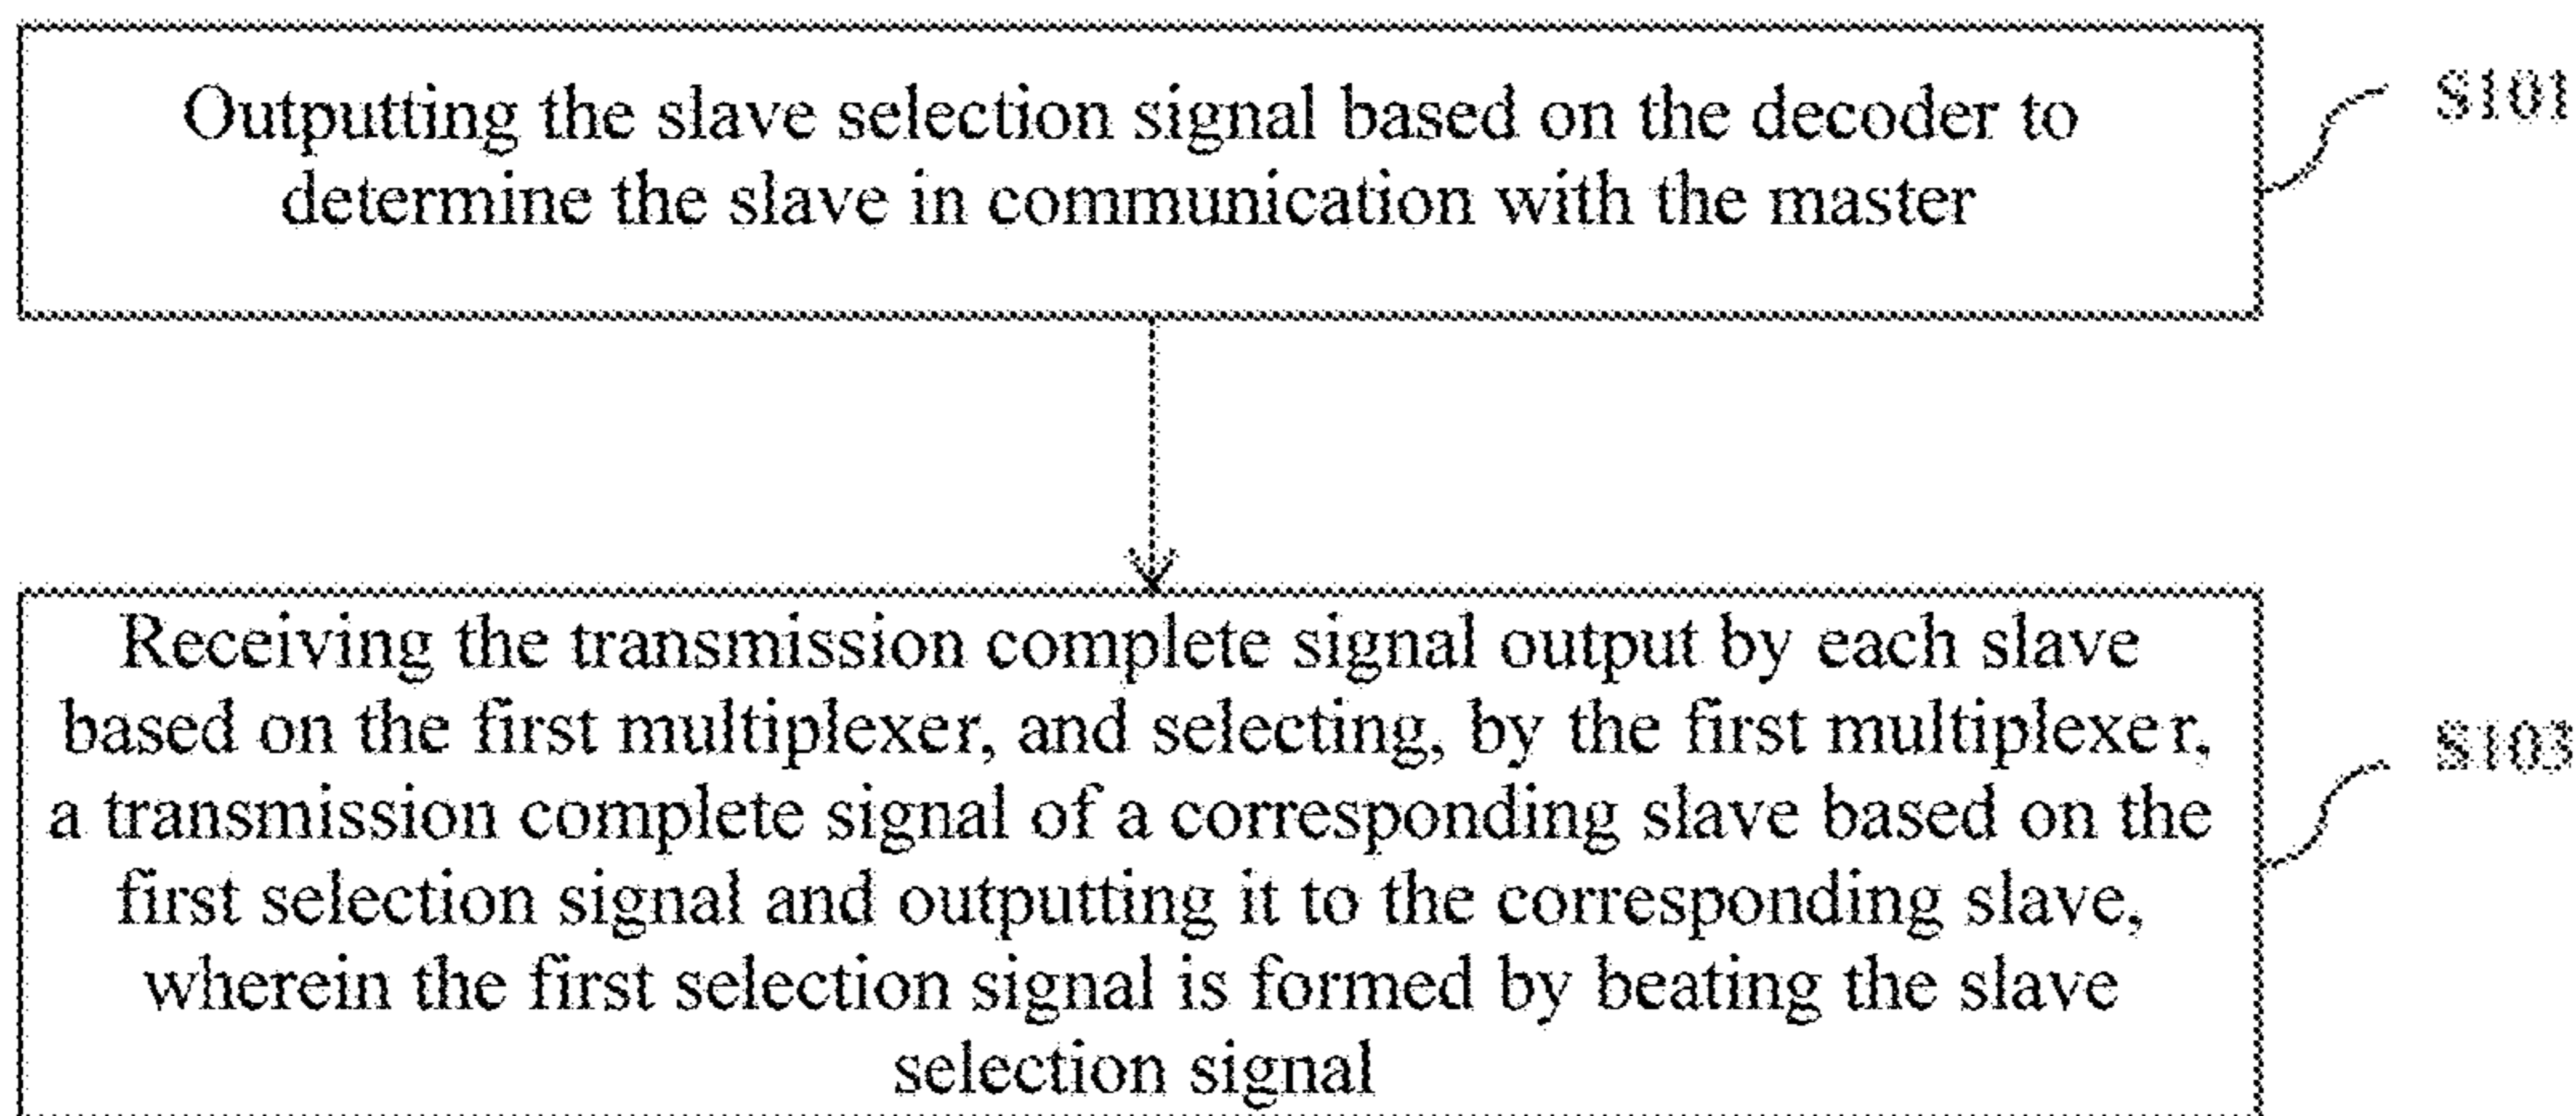 Outputting the slave selection signal based on the decoder to
determine the slave in communication with the master
S101
Receiving the transmission complete signal output by each slave
based on the first multiplexer, and selecting, by the first multiplexer,
a transmission complete signal of a corresponding slave based on the
first selection signal and outputting it to the corresponding slave,
wherein the first selection signal is formed by beating the slave
selection signal
S103